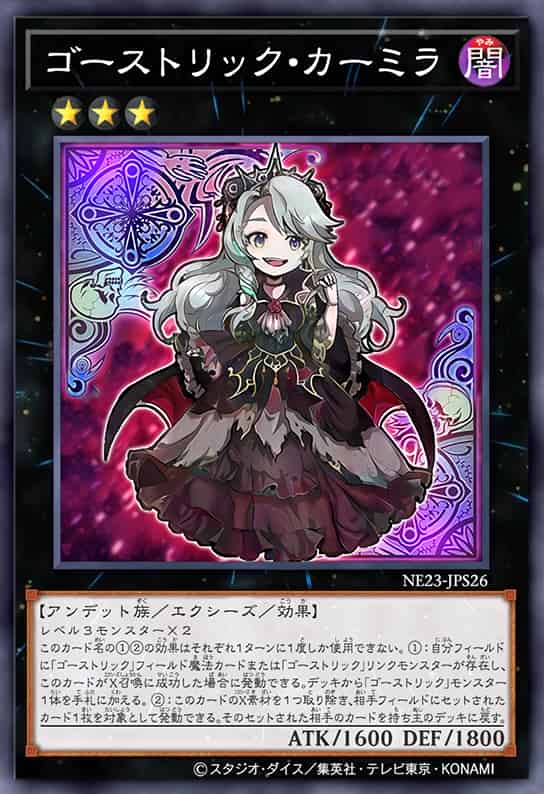 ゴーストリック・カーミラ
闇
NE23-JPS26
【アンデット族／エクシーズ／効果】
レベル３モンスター×２
このカード名の①②の効果はそれぞれ1ターンに1度しか使用できない。①：自分フィールド
に「ゴーストリック」フィールド魔法カードまたは「ゴーストリック」リンクモンスターが存在し、
このカードがX召喚に成功した場合に発動できる。デッキから「ゴーストリック」モンスター
1体を手札に加える。②：このカードのX素材を1つ取り除き、相手フィールドにセットされた
カード1枚を対象として発動できる。そのセットされた相手のカードを持ち主のデッキに戻す。
ATK/1600 DEF/1800
©スタジオ・ダイス／集英社・テレビ東京・KONAMI